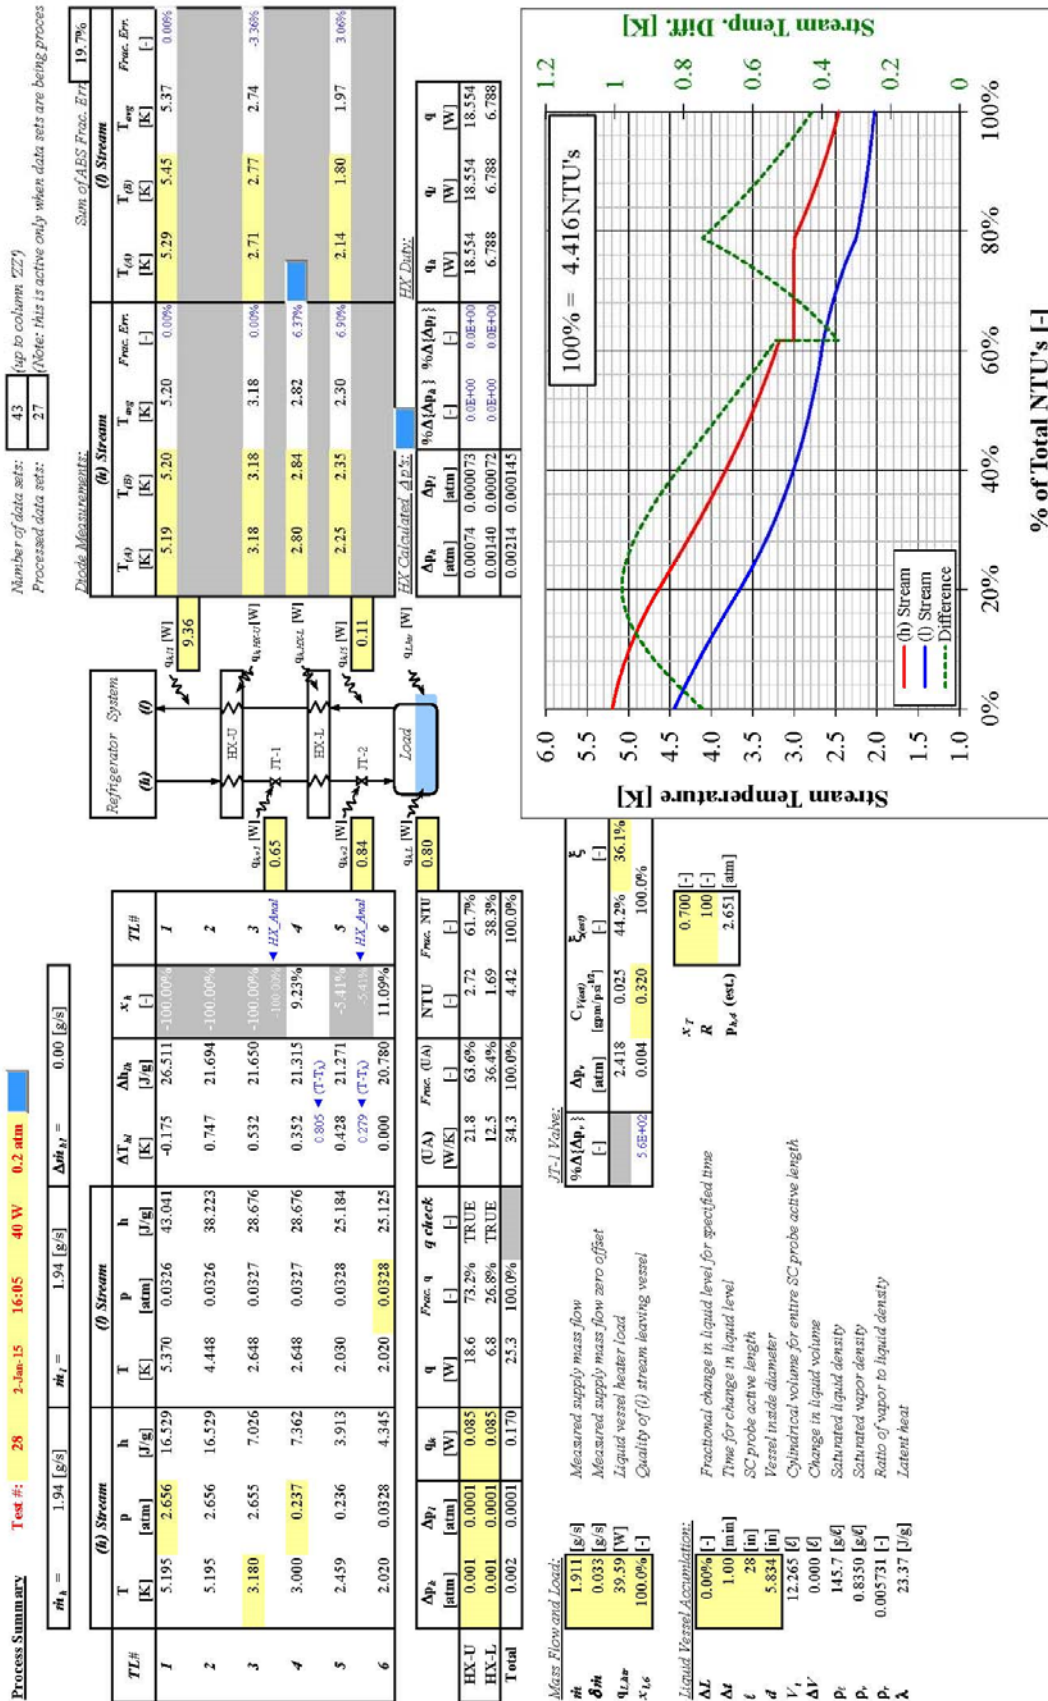 Process Summary Test #: 28 2-Jan-15 16:05 40 W 0.2 atm
ṁh = 1.94 [g/s] ṁl = 1.94 [g/s] Δṁhl = 0.00 [g/s]
(h) Stream (l) Stream
TL# T p h T p h ΔThl Δhlh xh TL#
[K] [atm] [J/g] [K] [atm] [J/g] [K] [J/g] [-]
1 5.195 2.656 16.529 5.370 0.0326 43.041 -0.175 26.511 -100.00% 1
2 5.195 2.656 16.529 4.448 0.0326 38.223 0.747 21.694 -100.00% 2
3 3.180 2.655 7.026 2.648 0.0327 28.676 0.532 21.650 -100.00% 3
-100.00% ◄ HX_Anal
4 3.000 0.237 7.362 2.648 0.0327 28.676 0.352 21.315 9.23% 4
0.805 ◄ (T-Tλ)
5 2.459 0.236 3.913 2.030 0.0328 25.184 0.428 21.271 -5.41% 5
0.279 ◄ (T-Tλ) -5.41% ◄ HX_Anal
6 2.020 0.0328 4.345 2.020 0.0328 25.125 0.000 20.780 11.09% 6
Δph Δpl qk q Frac. q q check (UA) Frac. (UA) NTU Frac. NTU
[atm] [atm] [W] [W] [-] [-] [W/K] [-] [-] [-]
HX-U 0.001 0.0001 0.085 18.6 73.2% TRUE 21.8 63.6% 2.72 61.7%
HX-L 0.001 0.0001 0.085 6.8 26.8% TRUE 12.5 36.4% 1.69 38.3%
Total 0.002 0.0001 0.170 25.3 100.0% 34.3 100.0% 4.42 100.0%
Mass Flow and Load:
ṁ 1.911 [g/s] Measured supply mass flow
δṁ 0.033 [g/s] Measured supply mass flow zero offset
qL,htr 39.59 [W] Liquid vessel heater load
xl,6 100.0% [-] Quality of (l) stream leaving vessel
Liquid Vessel Accumlation:
ΔL 0.00% [-] Fractional change in liquid level for specified time
Δt 1.00 [min] Time for change in liquid level
ℓ 28 [in] SC probe active length
d 5.834 [in] Vessel inside diameter
Vt 12.265 [ℓ] Cylindrical volume for entire SC probe active length
ΔV 0.000 [ℓ] Change in liquid volume
ρℓ 145.7 [g/ℓ] Saturated liquid density
ρv 0.8350 [g/ℓ] Saturated vapor density
ρr 0.005731 [-] Ratio of vapor to liquid density
λ 23.37 [J/g] Latent heat
JT-1 Valve:
%Δ{Δpv} Δpv CV(est) ξx(est) ξ
[-] [atm] [gpm/psi1/2] [-] [-]
2.418 0.025 44.2% 36.1%
5.6E+02 0.004 0.320 100.0%
xT 0.700 [-]
R 100 [-]
ph,4 (est.) 2.651 [atm]
Refrigerator System
(h) (l)
HX-U
JT-1
HX-L
JT-2
Load
0.65
0.84
qk,L [W]
0.80
9.36
qk,HX-U [W]
qk,HX-L [W]
0.11
qL,htr [W]
Number of data sets: 43 (up to column 'ZZ')
Processed data sets: 27 (Note: this is active only when data sets are being proces
Diode Measurements: Sum of ABS Frac. Err. 19.7%
(h) Stream (l) Stream
T(A) T(B) Tavg Frac. Err. T(A) T(B) Tavg Frac. Err.
[K] [K] [K] [-] [K] [K] [K] [-]
5.19 5.20 5.20 0.00% 5.29 5.45 5.37 0.00%
3.18 3.18 3.18 0.00% 2.71 2.77 2.74 -3.36%
2.80 2.84 2.82 6.37%
2.25 2.35 2.30 6.90% 2.14 1.80 1.97 3.06%
HX Calculated Δp's: HX Duty:
Δph Δpl %Δ{Δph} %Δ{Δpl} qh ql q
[atm] [atm] [-] [-] [W] [W] [W]
0.00074 0.000073 0.0E+00 0.0E+00 18.554 18.554 18.554
0.00140 0.000072 0.0E+00 0.0E+00 6.788 6.788 6.788
0.00214 0.000145
Stream Temperature [K]
6.0
5.5
5.0
4.5
4.0
3.5
3.0
2.5
2.0
1.5
1.0
100% = 4.416 NTU's
(h) Stream
(l) Stream
Difference
0% 20% 40% 60% 80% 100%
% of Total NTU's [-]
1.2
1
0.8
0.6
0.4
0.2
0
Stream Temp. Diff. [K]